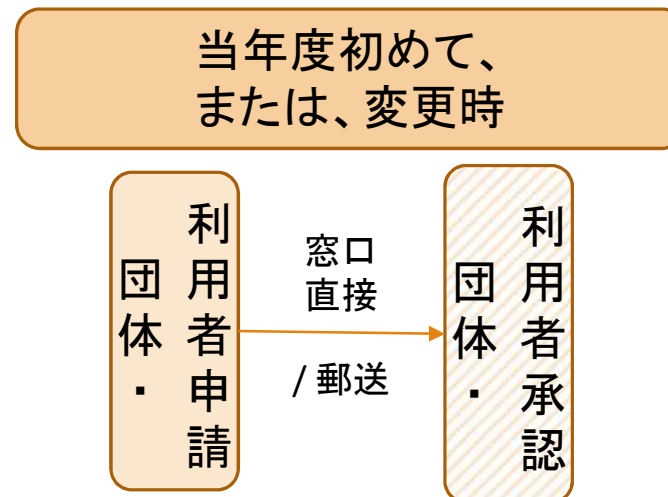 当年度初めて、
または、変更時
団体・
利用者申請
窓口
直接
/ 郵送
団体・
利用者承認